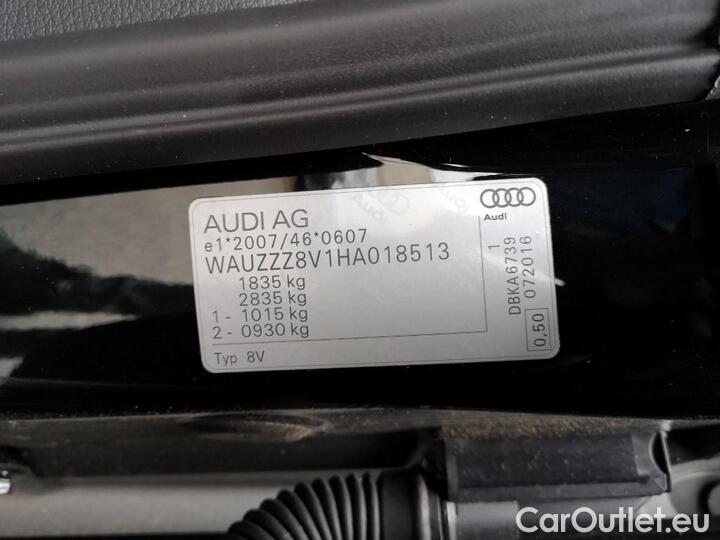 AUDI AG
Audi
e1*2007/46*0607
WAUZZZ8V1HA018513
1835 kg
2835 kg
1 - 1015 kg
2 - 0930 kg
Typ 8V
DBKA6739 1
072016
0,50
Audi
CarOutlet.eu